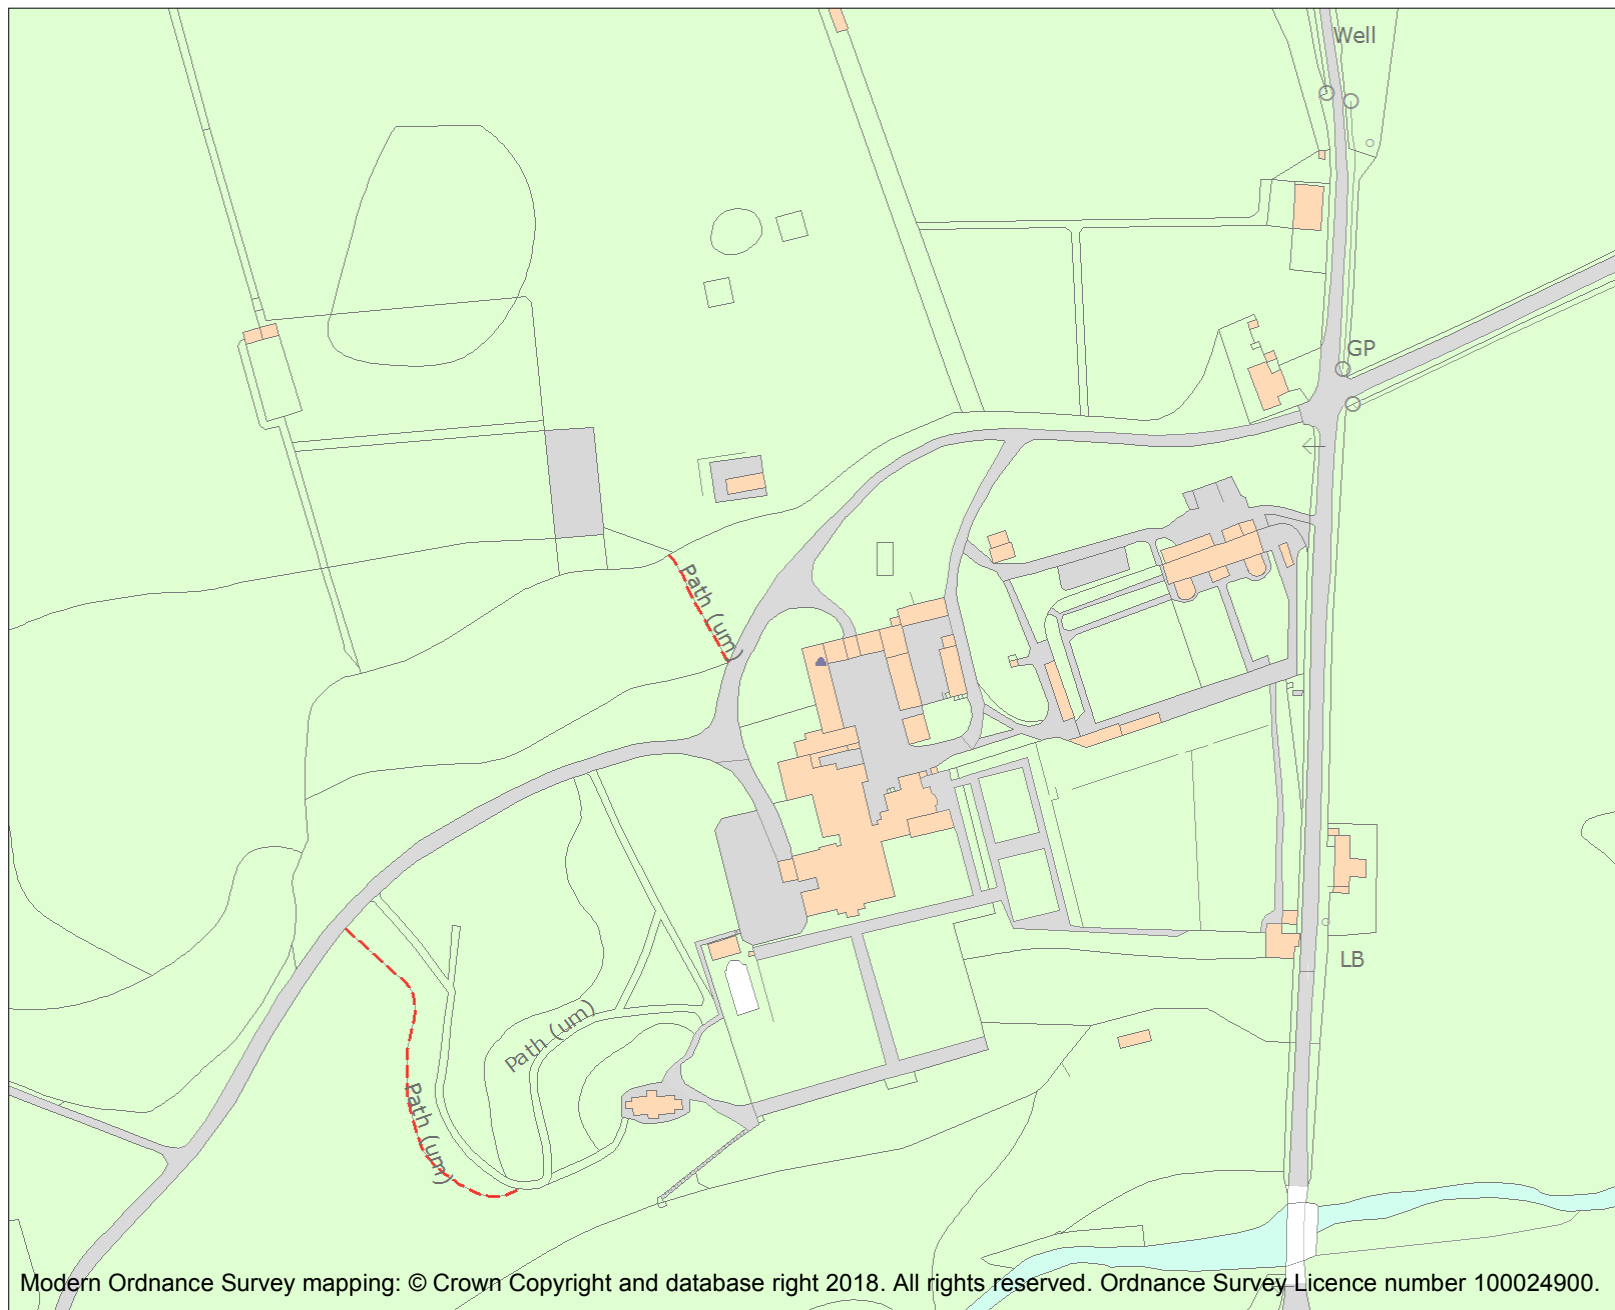 Well
GP
Path (um)
LB
Path (um)
Path (um)
Modern Ordnance Survey mapping: © Crown Copyright and database right 2018. All rights reserved. Ordnance Survey Licence number 100024900.